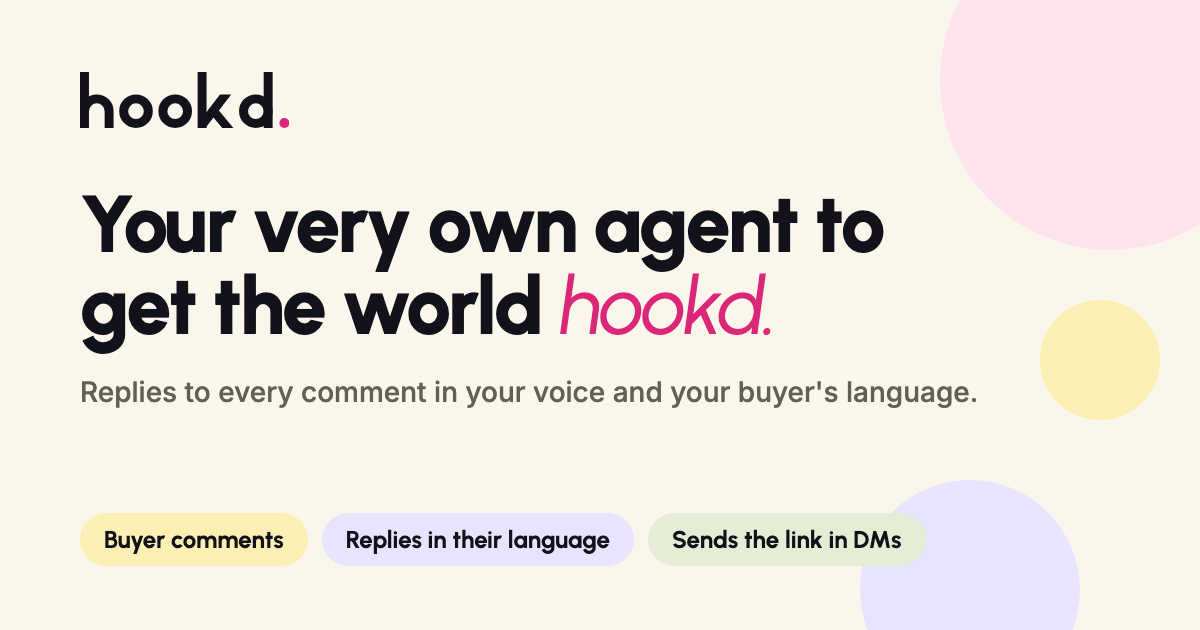 hookd.
Your very own agent to
get the world hookd.
Replies to every comment in your voice and your buyer's language.
Buyer comments
Replies in their language
Sends the link in DMs